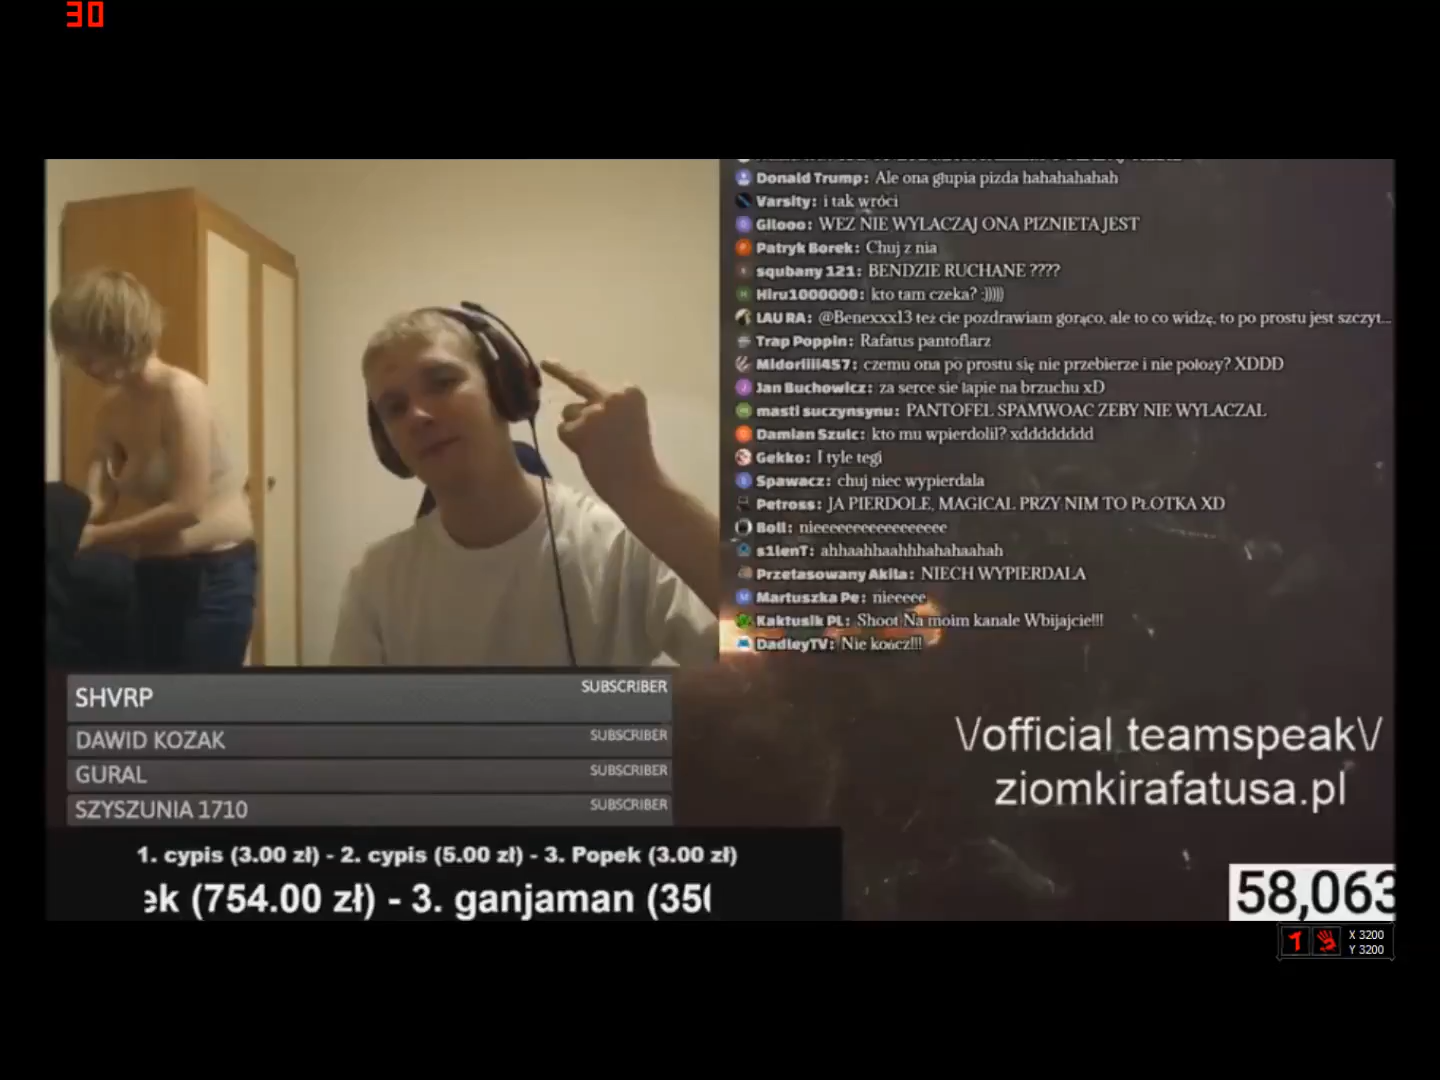 30
Donald Trump: Ale ona głupia pizda hahahahahah
Varsity: i tak wróci
Gilooo: WEZ NIE WYLACZAJ ONA PIZNIETA JEST
Patryk Borek: Chuj z nia
squbany 121: BENDZIE RUCHANE ????
Hiru1000000: kto tam czeka? :)))))
LAU RA: @Benexxx13 też cie pozdrawiam gorąco, ale to co widzę, to po prostu jest szczyt...
Trap Poppin: Rafatus pantoflarz
Midoriiii457: czemu ona po prostu się nie przebierze i nie położy? XDDD
Jan Buchowicz: za serce sie lapie na brzuchu xD
masti suczynsynu: PANTOFEL SPAMWOAC ZEBY NIE WYLACZAL
Damian Szulc: kto mu wpierdolil? xdddddddd
Gekko: I tyle tegi
Spawacz: chuj niec wypierdala
Petross: JA PIERDOLE, MAGICAL PRZY NIM TO PŁOTKA XD
Boll: nieeeeeeeeeeeeeeeee
s1lenT: ahhaahhaahhhahahaahah
Przetasowany Akita: NIECH WYPIERDALA
Martuszka Pe: nieeeee
Kaktusik PL: Shoot Na moim kanale Wbijajcie!!!
DadleyTV: Nie kończ!!!
SHVRP SUBSCRIBER
DAWID KOZAK SUBSCRIBER
GURAL SUBSCRIBER
SZYSZUNIA 1710 SUBSCRIBER
\/official teamspeak\/
ziomkirafatusa.pl
1. cypis (3.00 zł) - 2. cypis (5.00 zł) - 3. Popek (3.00 zł)
ek (754.00 zł) - 3. ganjaman (350
58,063
X 3200
Y 3200